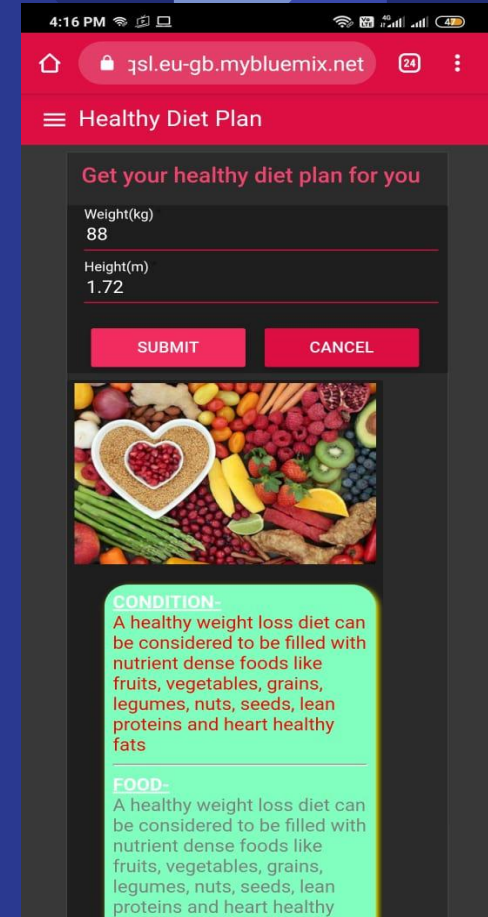 4:16 PM
4G
47
qsl.eu-gb.mybluemix.net
24
Healthy Diet Plan
Get your healthy diet plan for you
Weight(kg) *
88
Height(m) *
1.72
SUBMIT CANCEL
CONDITION-
A healthy weight loss diet can
be considered to be filled with
nutrient dense foods like
fruits, vegetables, grains,
legumes, nuts, seeds, lean
proteins and heart healthy
fats
FOOD-
A healthy weight loss diet can
be considered to be filled with
nutrient dense foods like
fruits, vegetables, grains,
legumes, nuts, seeds, lean
proteins and heart healthy